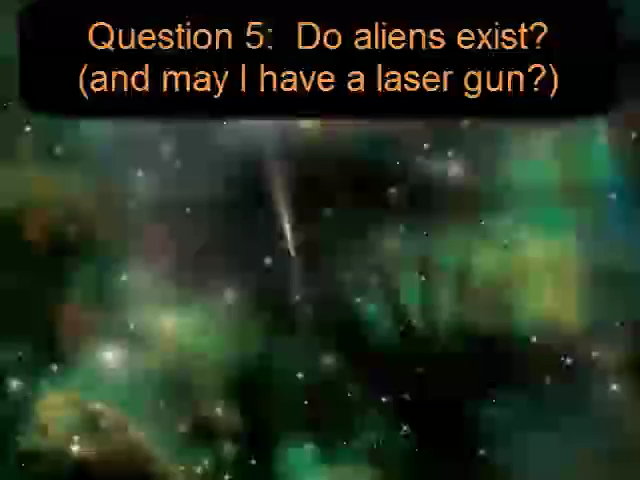 Question 5:  Do aliens exist?
(and may I have a laser gun?)